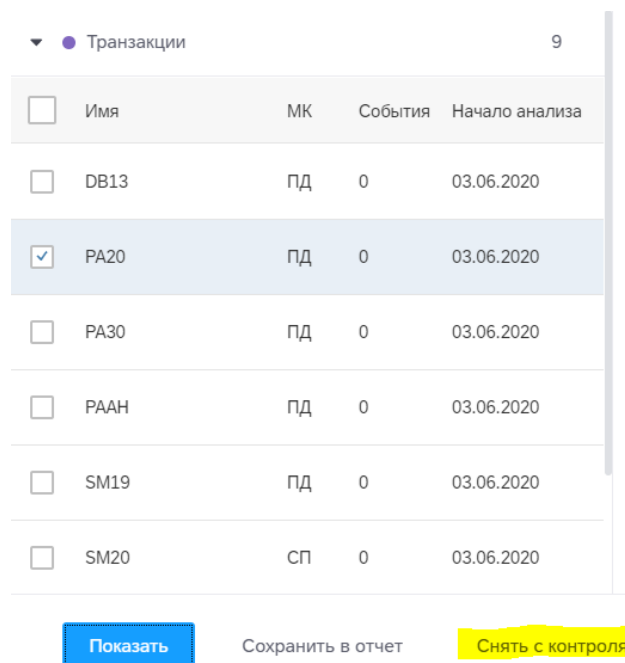 Транзакции 9
Имя МК События Начало анализа
DB13 ПД 0 03.06.2020
PA20 ПД 0 03.06.2020
PA30 ПД 0 03.06.2020
PAAH ПД 0 03.06.2020
SM19 ПД 0 03.06.2020
SM20 СП 0 03.06.2020
Показать Сохранить в отчет Снять с контроля